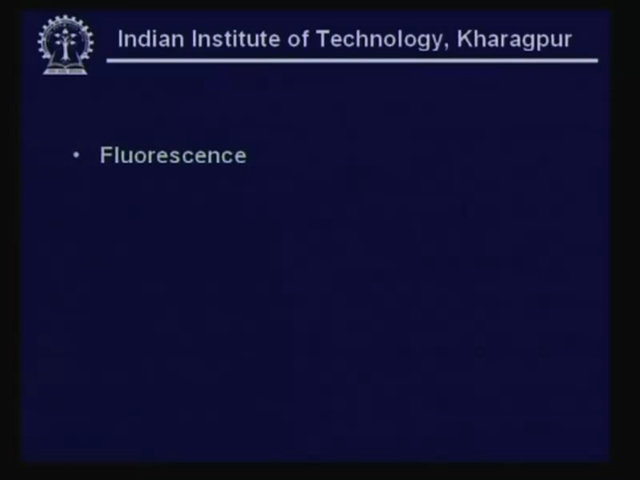 Indian Institute of Technology, Kharagpur
• Fluorescence